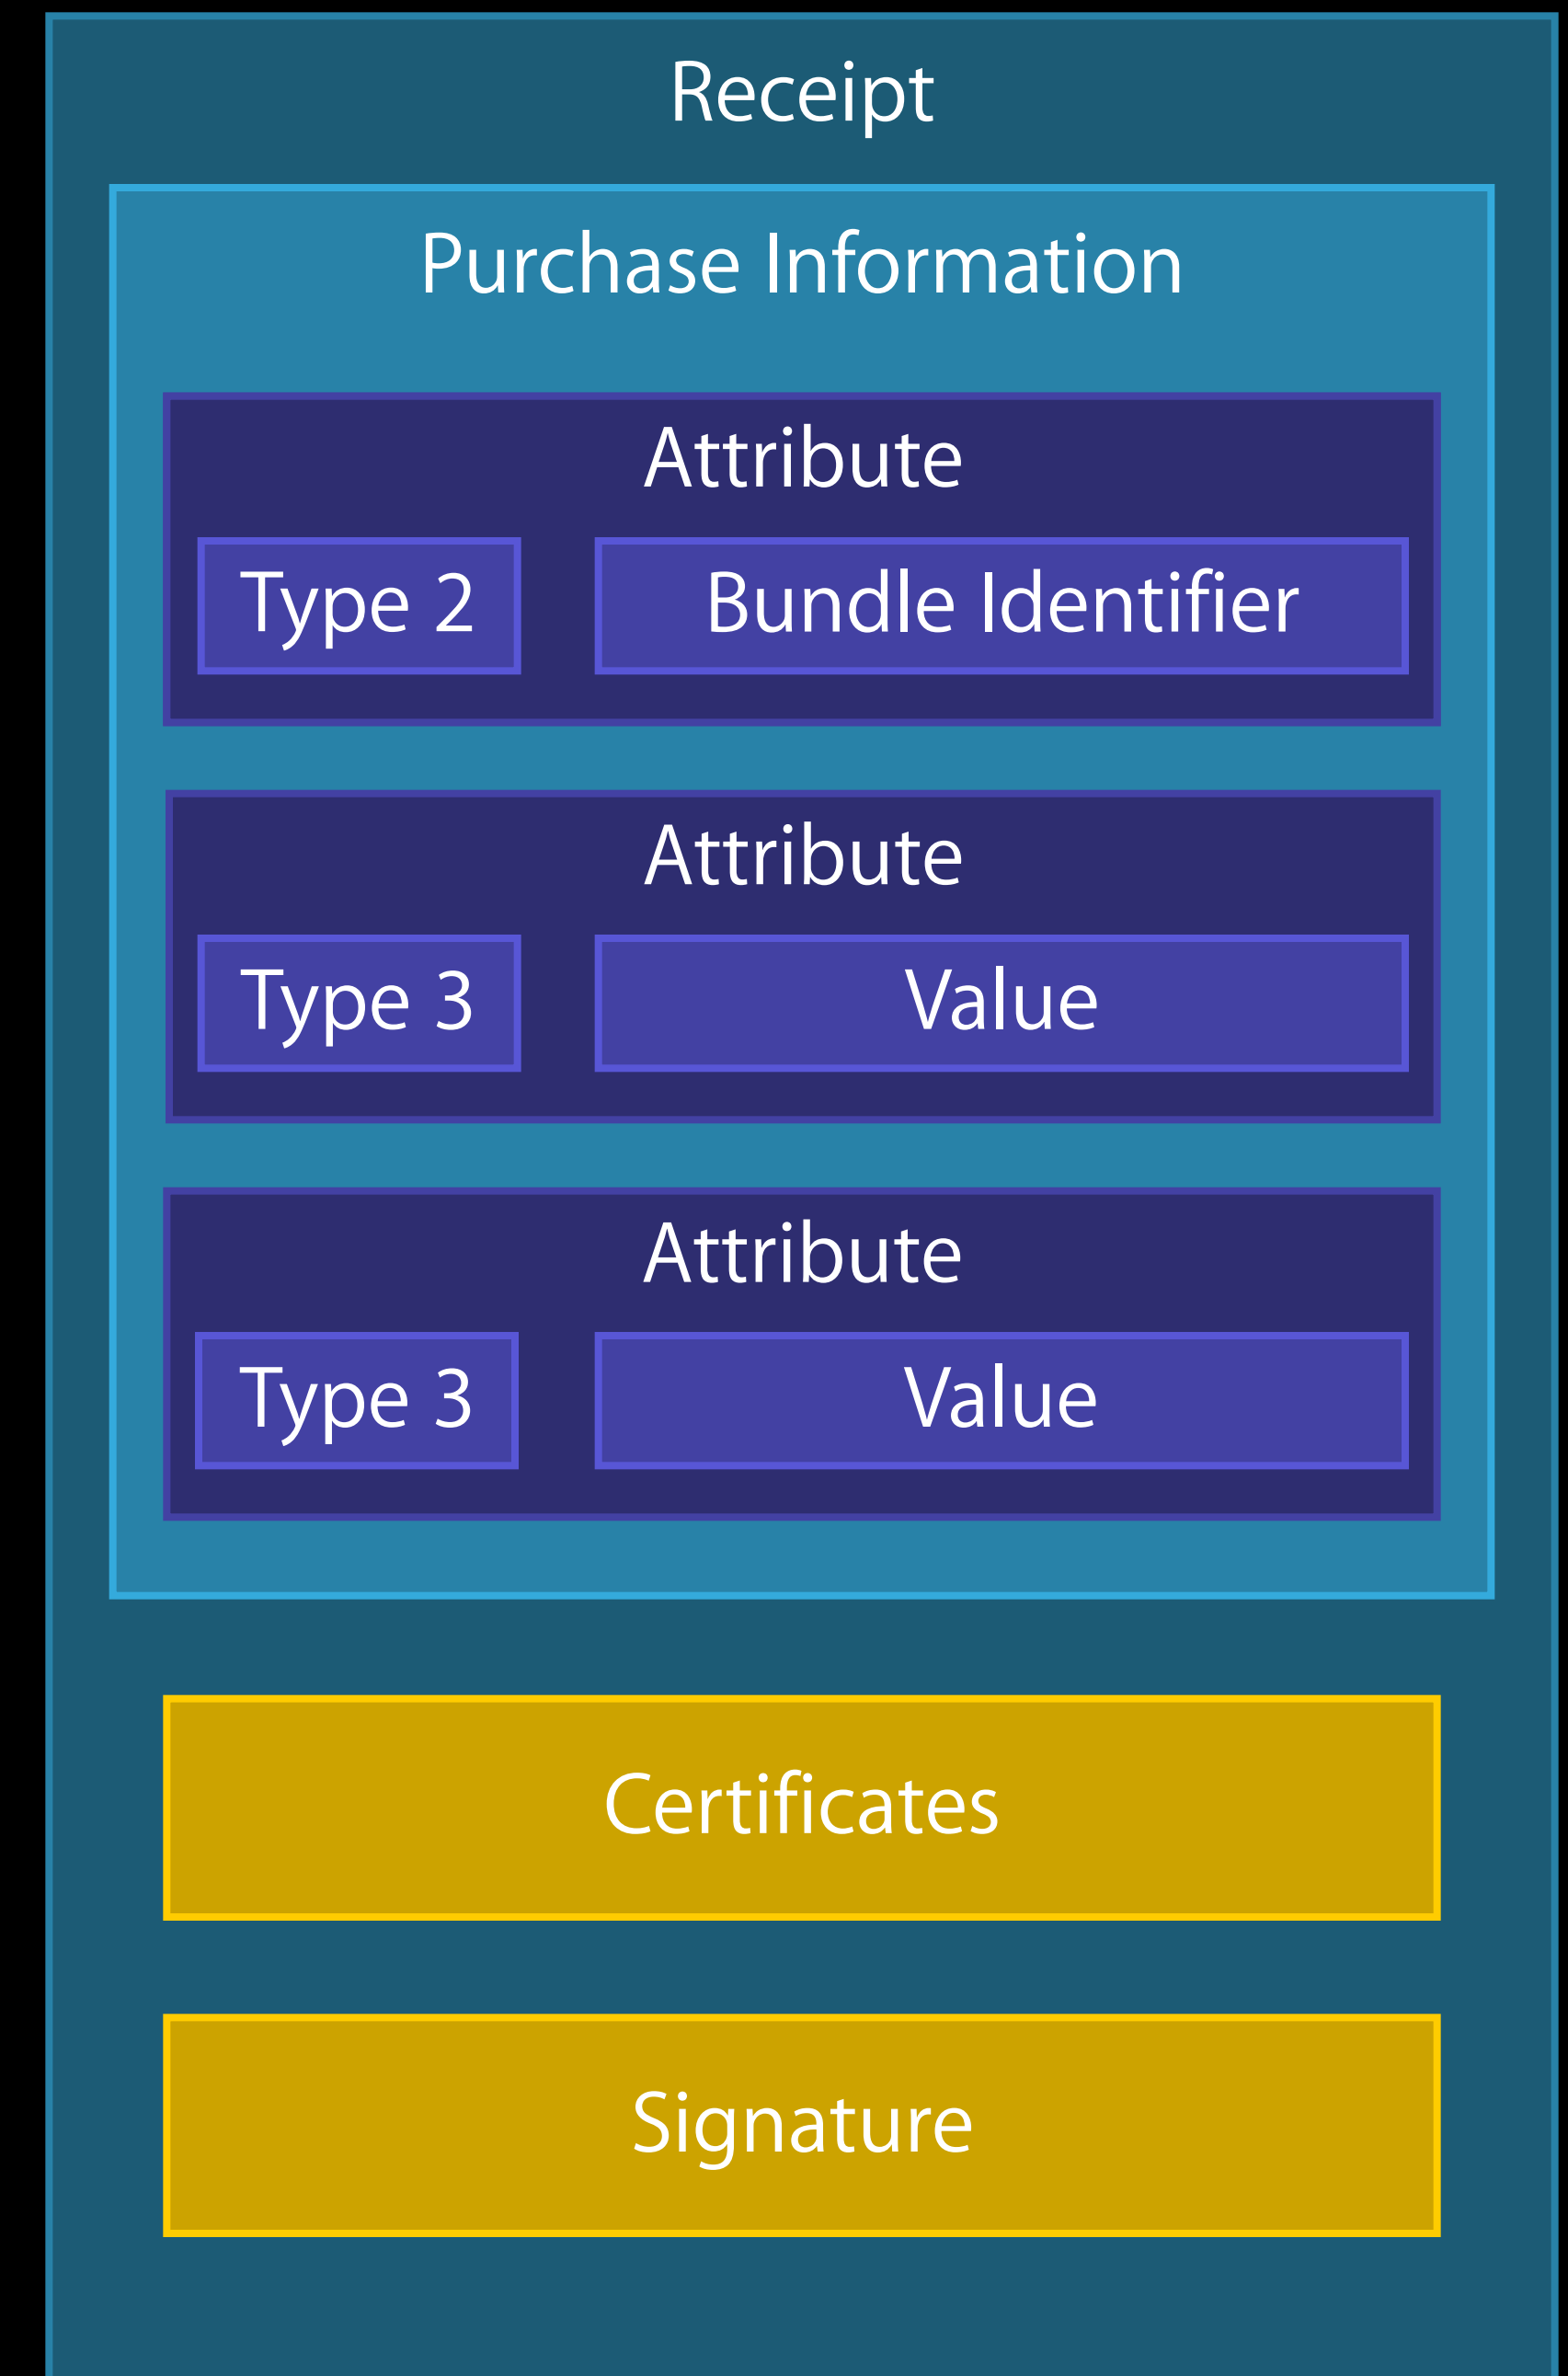 Receipt
Purchase Information
Attribute
Type 2 Bundle Identifier
Attribute
Type 3 Value
Attribute
Type 3 Value
Certificates
Signature